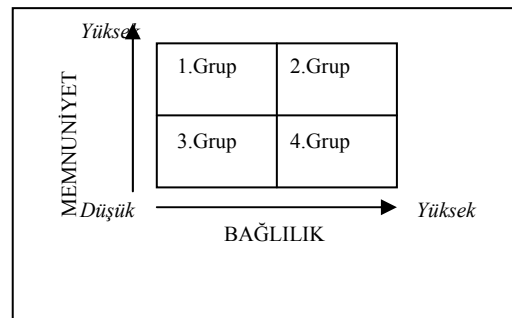 Yüksek
1.Grup 2.Grup
MEMNUNİYET
3.Grup 4.Grup
Düşük Yüksek
BAĞLILIK